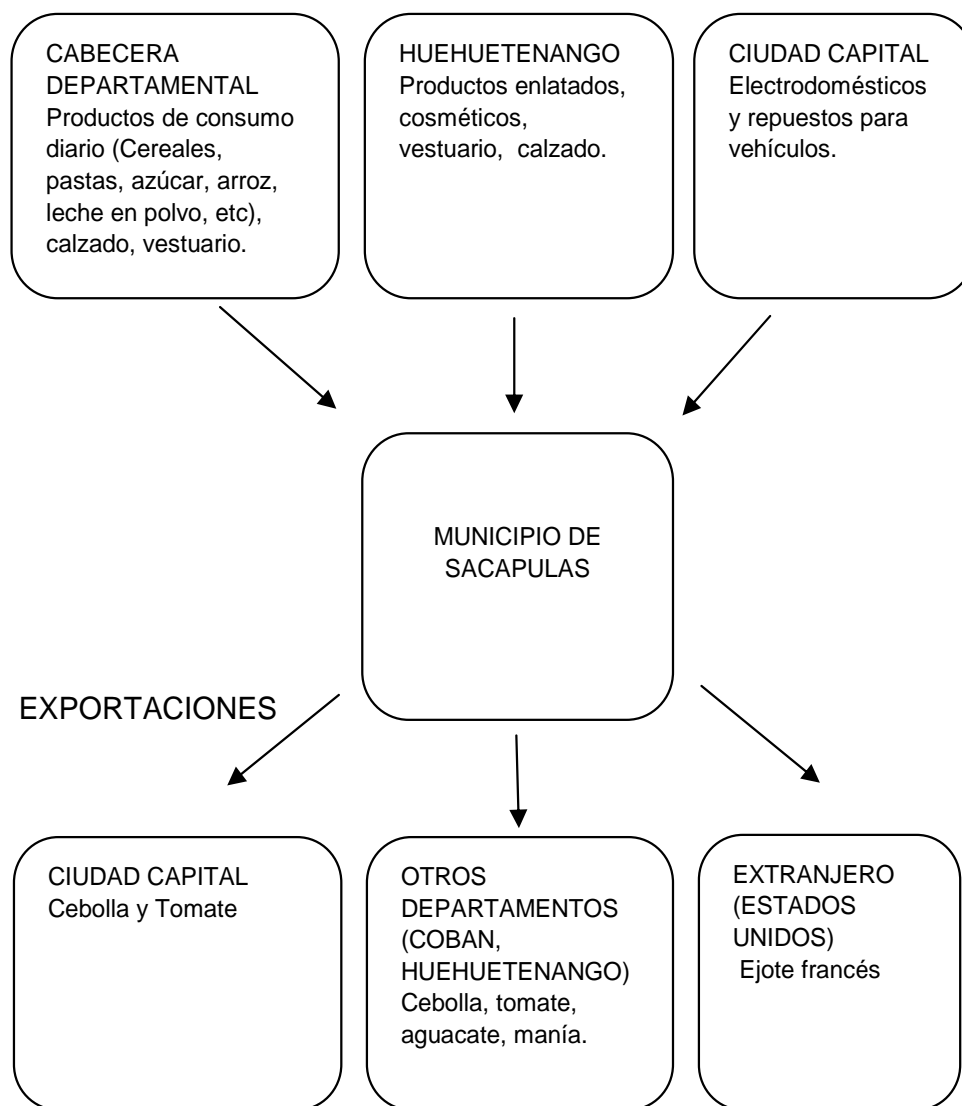 CABECERA
DEPARTAMENTAL
Productos de consumo
diario (Cereales,
pastas, azúcar, arroz,
leche en polvo, etc),
calzado, vestuario.
HUEHUETENANGO
Productos enlatados,
cosméticos,
vestuario, calzado.
CIUDAD CAPITAL
Electrodomésticos
y repuestos para
vehículos.
MUNICIPIO DE
SACAPULAS
EXPORTACIONES
CIUDAD CAPITAL
Cebolla y Tomate
OTROS
DEPARTAMENTOS
(COBAN,
HUEHUETENANGO)
Cebolla, tomate,
aguacate, manía.
EXTRANJERO
(ESTADOS
UNIDOS)
Ejote francés